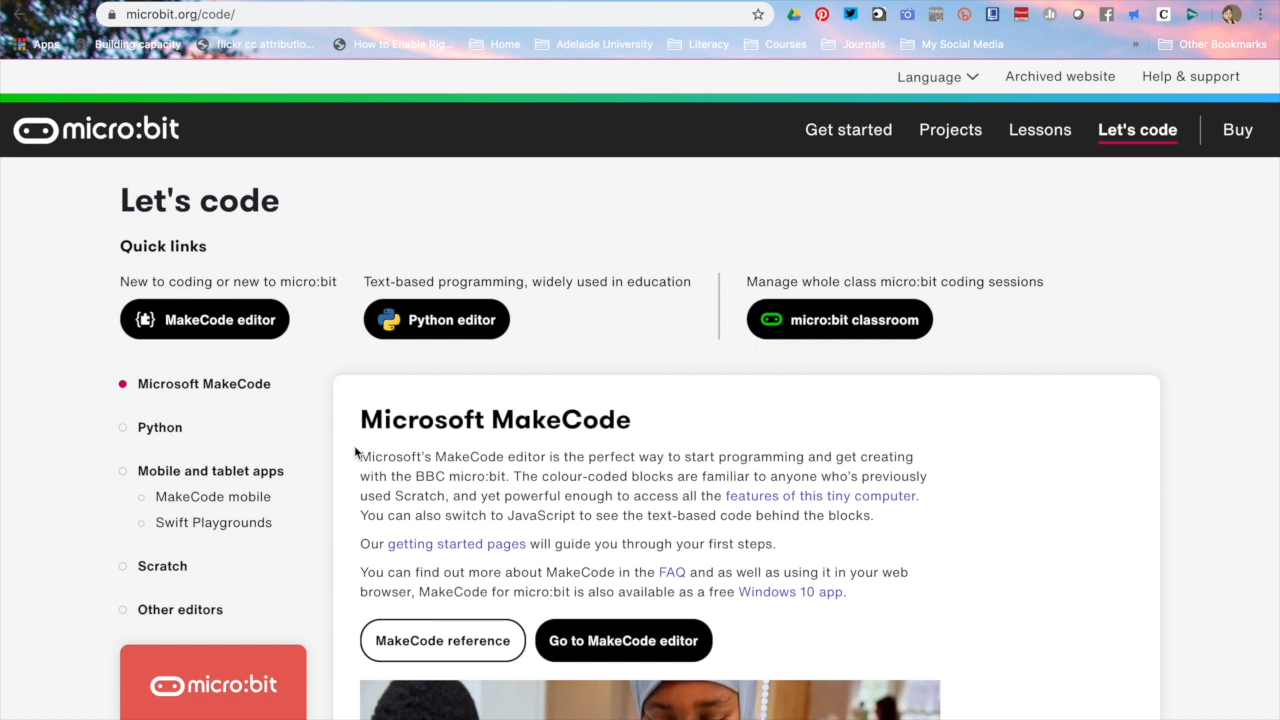 microbit.org/code/
Apps
Building capacity
flickr cc attributio...
How to Enable Rig...
Home
Adelaide University
Literacy
Courses
Journals
My Social Media
»
Other Bookmarks
Language
Archived website
Help & support
micro:bit
Get started
Projects
Lessons
Let's code
Buy
Let's code
Quick links
New to coding or new to micro:bit
MakeCode editor
Text-based programming, widely used in education
Python editor
Manage whole class micro:bit coding sessions
micro:bit classroom
Microsoft MakeCode
Python
Mobile and tablet apps
MakeCode mobile
Swift Playgrounds
Scratch
Other editors
micro:bit
Microsoft MakeCode
Microsoft's MakeCode editor is the perfect way to start programming and get creating
with the BBC micro:bit. The colour-coded blocks are familiar to anyone who's previously
used Scratch, and yet powerful enough to access all the features of this tiny computer.
You can also switch to JavaScript to see the text-based code behind the blocks.
Our getting started pages will guide you through your first steps.
You can find out more about MakeCode in the FAQ and as well as using it in your web
browser, MakeCode for micro:bit is also available as a free Windows 10 app.
MakeCode reference
Go to MakeCode editor